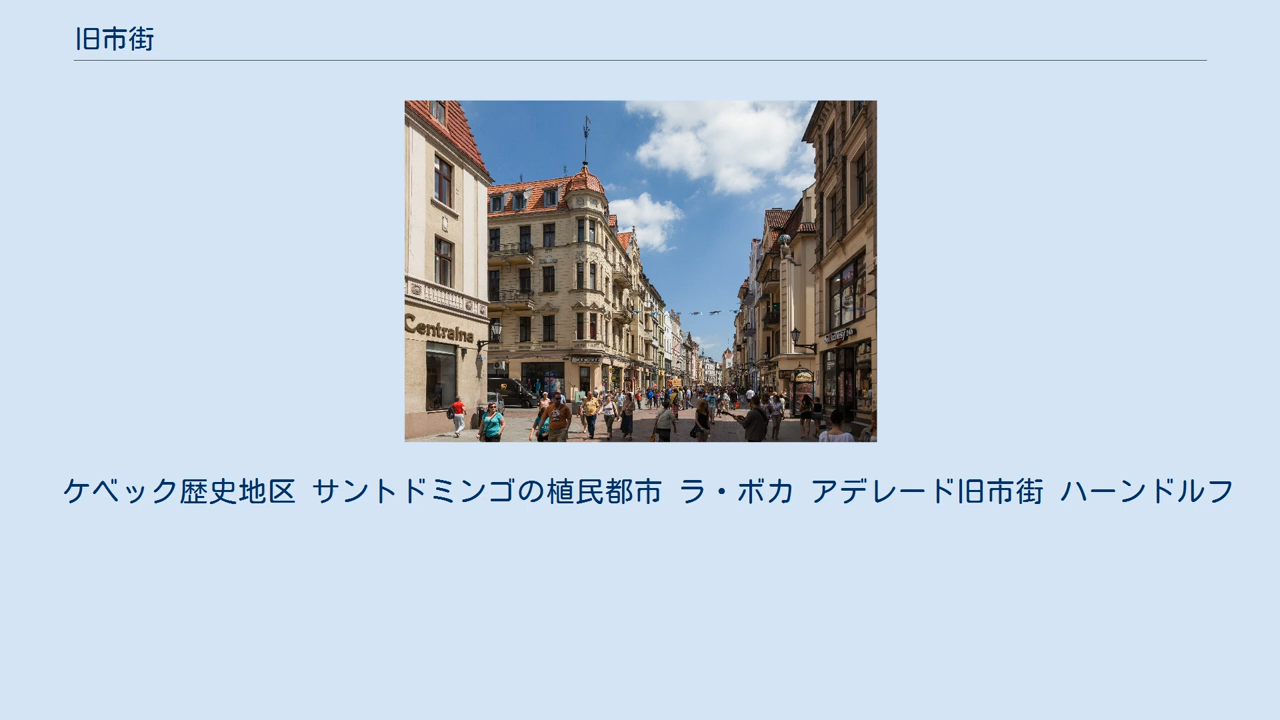 旧市街
Centralna
ケベック歴史地区 サントドミンゴの植民都市 ラ・ボカ アデレード旧市街 ハーンドルフ